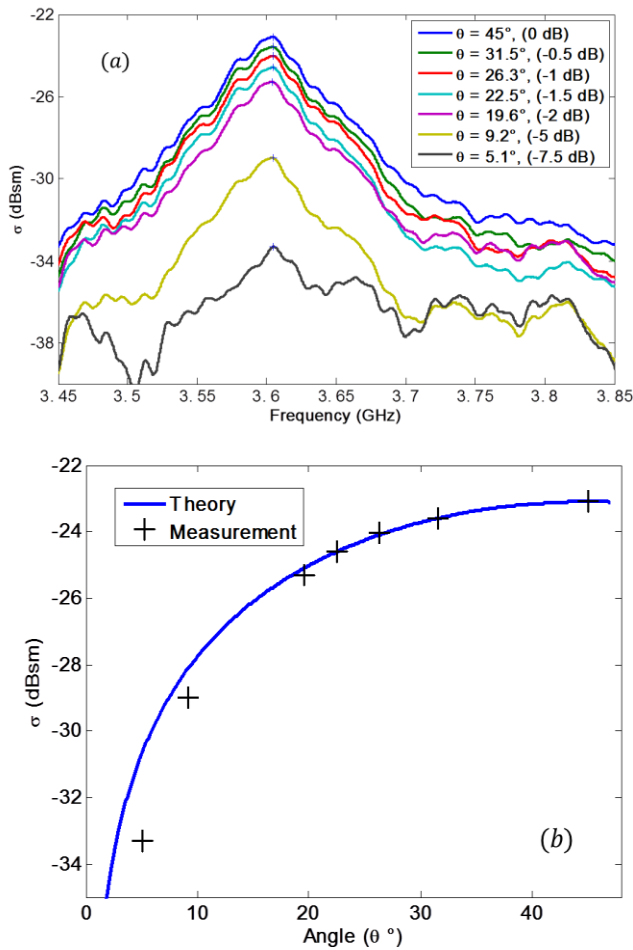 (a)
θ = 45°, (0 dB)
θ = 31.5°, (-0.5 dB)
θ = 26.3°, (-1 dB)
θ = 22.5°, (-1.5 dB)
θ = 19.6°, (-2 dB)
θ = 9.2°, (-5 dB)
θ = 5.1°, (-7.5 dB)
-22
-26
-30
-34
-38
σ (dBsm)
3.45 3.5 3.55 3.6 3.65 3.7 3.75 3.8 3.85
Frequency (GHz)
Theory
Measurement
-22
-24
-26
-28
-30
-32
-34
σ (dBsm)
(b)
0 10 20 30 40
Angle (θ °)